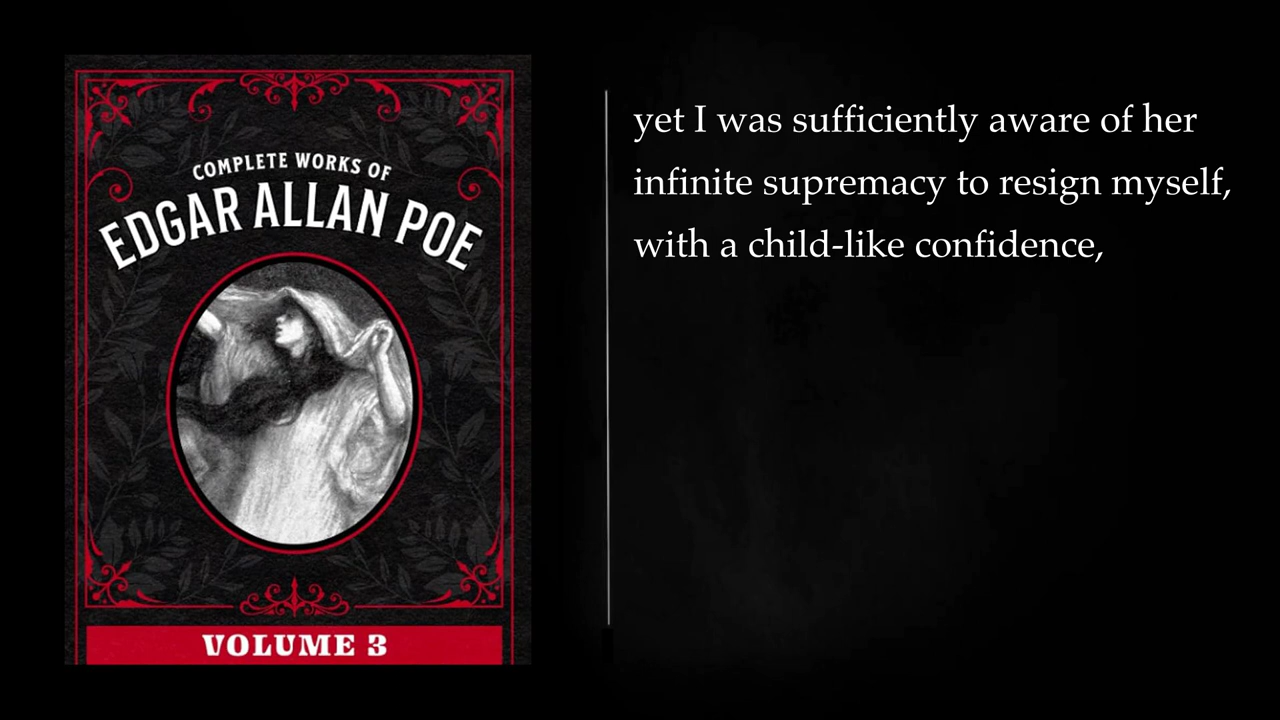 COMPLETE WORKS OF
EDGAR ALLAN POE
VOLUME 3
yet I was sufficiently aware of her
infinite supremacy to resign myself,
with a child-like confidence,